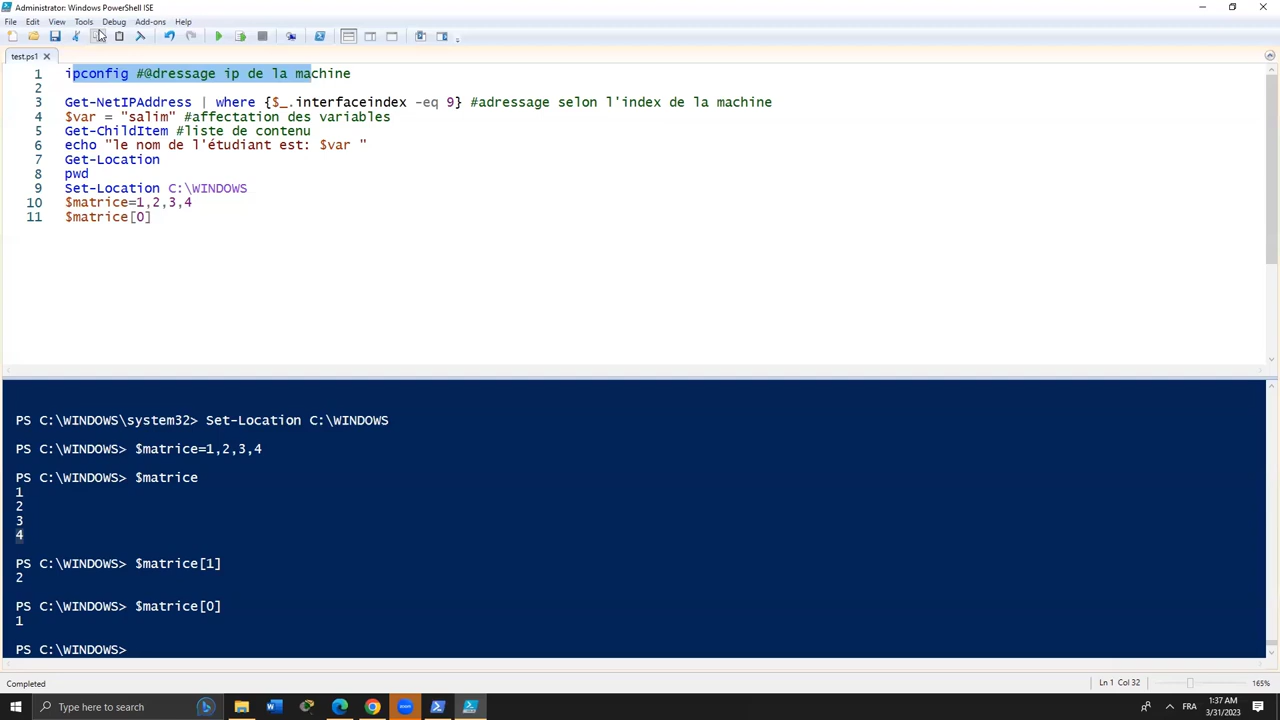 Administrator: Windows PowerShell ISE
File Edit View Tools Debug Add-ons Help
test.ps1
1 ipconfig #@dressage ip de la machine
2
3 Get-NetIPAddress | where {$_.interfaceindex -eq 9} #adressage selon l'index de la machine
4 $var = "salim" #affectation des variables
5 Get-ChildItem #liste de contenu
6 echo "le nom de l'étudiant est: $var "
7 Get-Location
8 pwd
9 Set-Location C:\WINDOWS
10 $matrice=1,2,3,4
11 $matrice[0]
PS C:\WINDOWS\system32> Set-Location C:\WINDOWS
PS C:\WINDOWS> $matrice=1,2,3,4
PS C:\WINDOWS> $matrice
1
2
3
4
PS C:\WINDOWS> $matrice[1]
2
PS C:\WINDOWS> $matrice[0]
1
PS C:\WINDOWS>
Completed
Ln 1 Col 32
165%
Type here to search
zoom
FRA
1:37 AM
3/31/2023